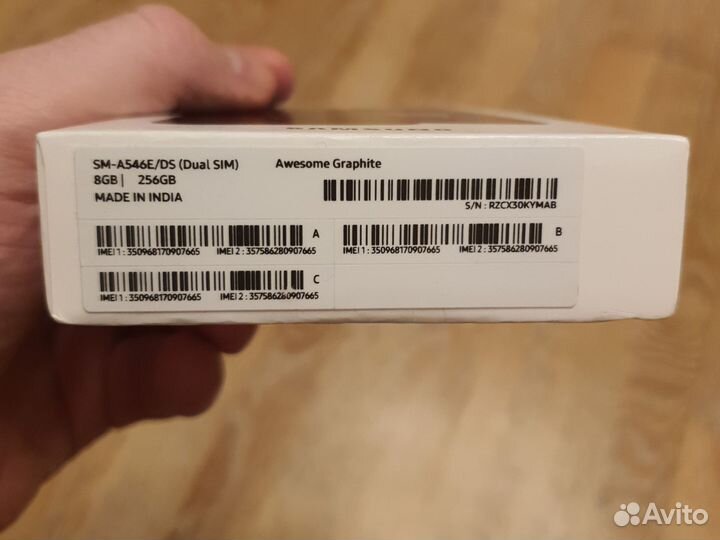 SAMSUNG
SM-A546E/DS (Dual SIM) Awesome Graphite
8GB | 256GB
MADE IN INDIA
S/N : RZCX30KYMAB
A
IMEI 1 : 350968170907665 IMEI 2 : 357586280907665
B
IMEI 1 : 350968170907665 IMEI 2 : 357586280907665
C
IMEI 1 : 350968170907665 IMEI 2 : 357586280907665
Avito